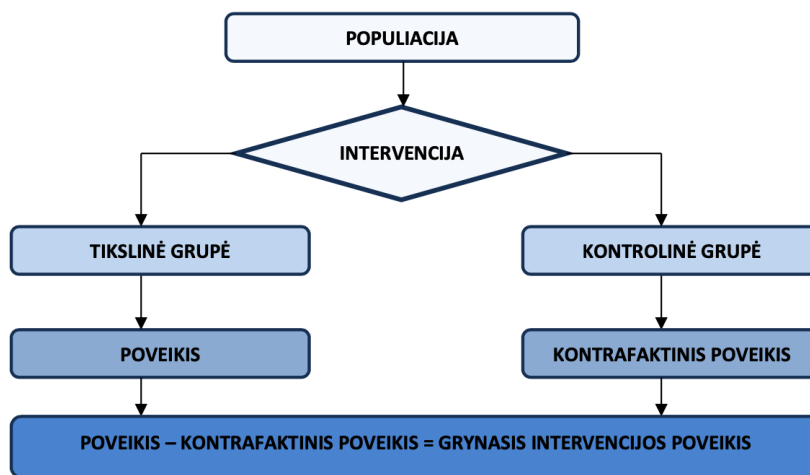 POPULIACIJA
INTERVENCIJA
TIKSLINĖ GRUPĖ
KONTROLINĖ GRUPĖ
POVEIKIS
KONTRAFAKTINIS POVEIKIS
POVEIKIS – KONTRAFAKTINIS POVEIKIS = GRYNASIS INTERVENCIJOS POVEIKIS